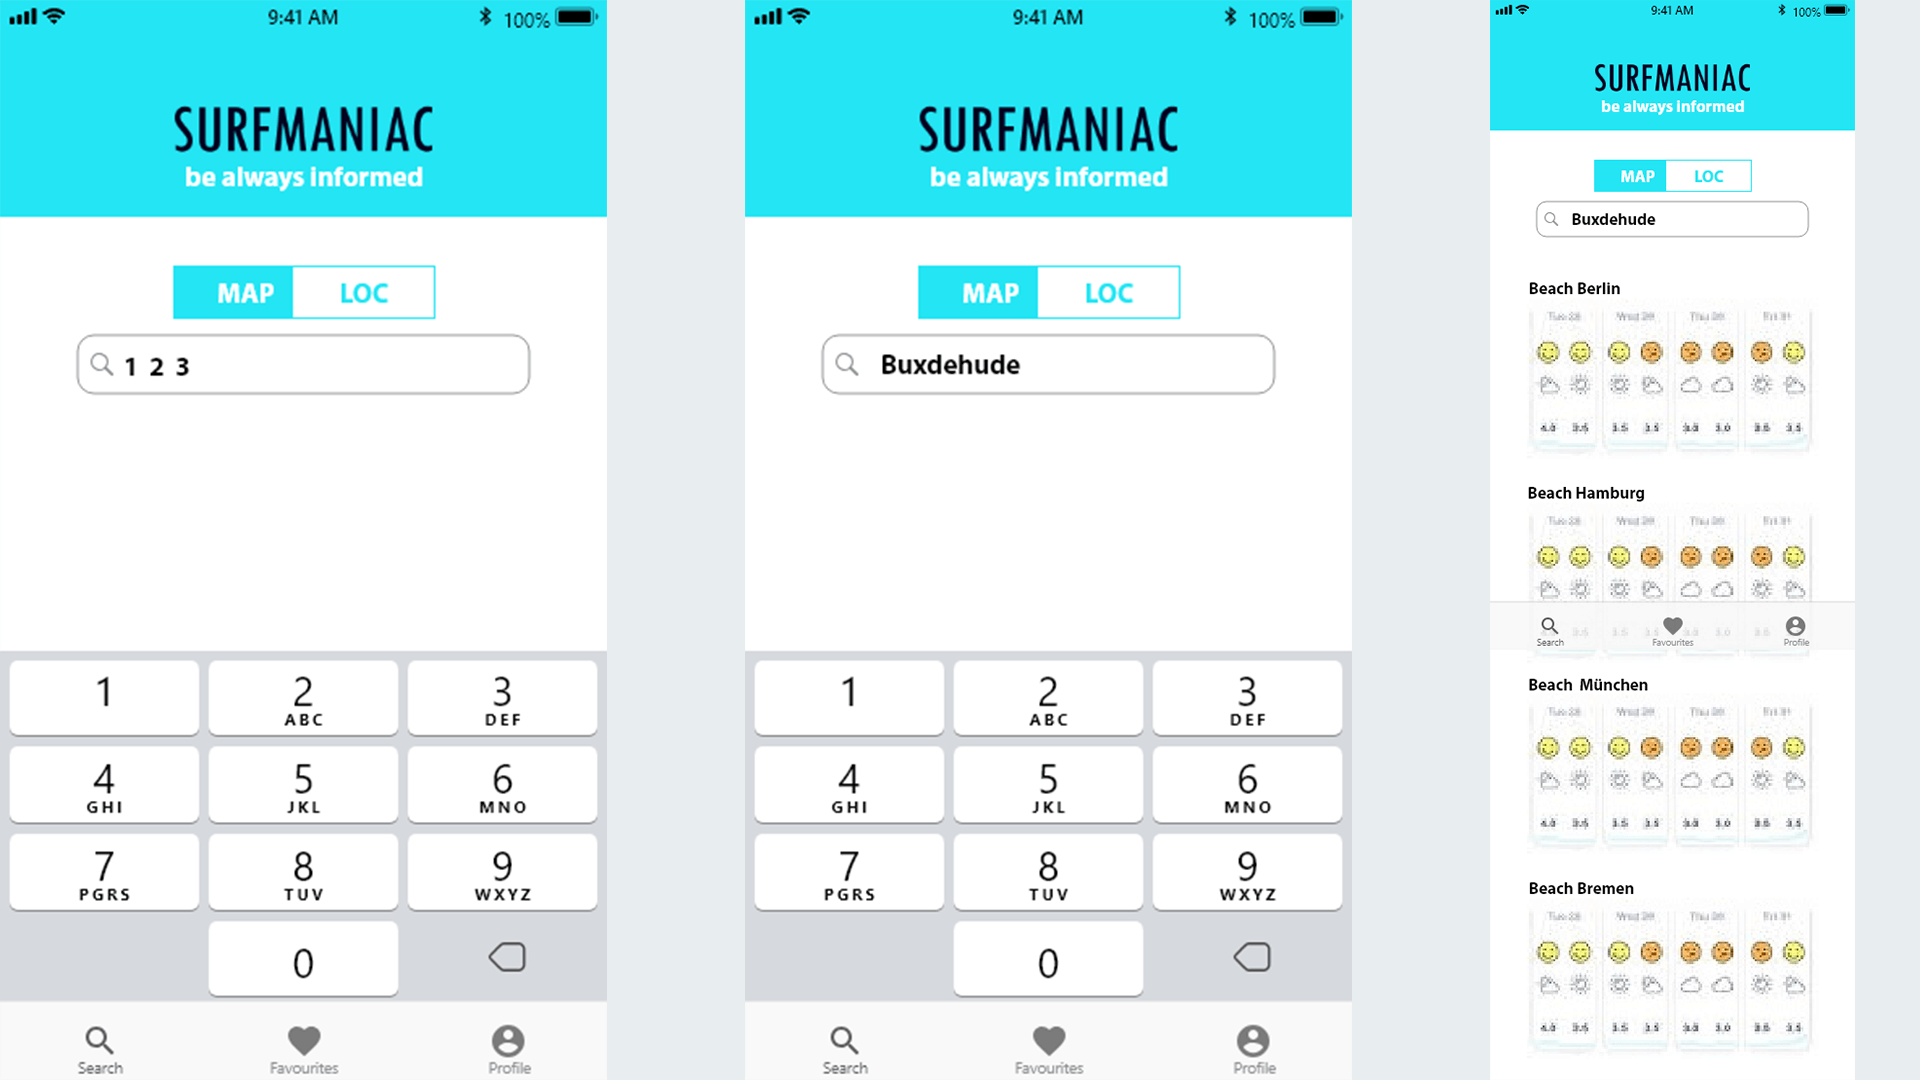 9:41 AM 100%
SURFMANIAC
be always informed
MAP LOC
1 2 3
1 2 3
ABC DEF
4 5 6
GHI JKL MNO
7 8 9
PGRS TUV WXYZ
0
Search Favourites Profile
9:41 AM 100%
SURFMANIAC
be always informed
MAP LOC
Buxdehude
1 2 3
ABC DEF
4 5 6
GHI JKL MNO
7 8 9
PGRS TUV WXYZ
0
Search Favourites Profile
9:41 AM 100%
SURFMANIAC
be always informed
MAP LOC
Buxdehude
Beach Berlin
Beach Hamburg
Search Favourites Profile
Beach München
Beach Bremen